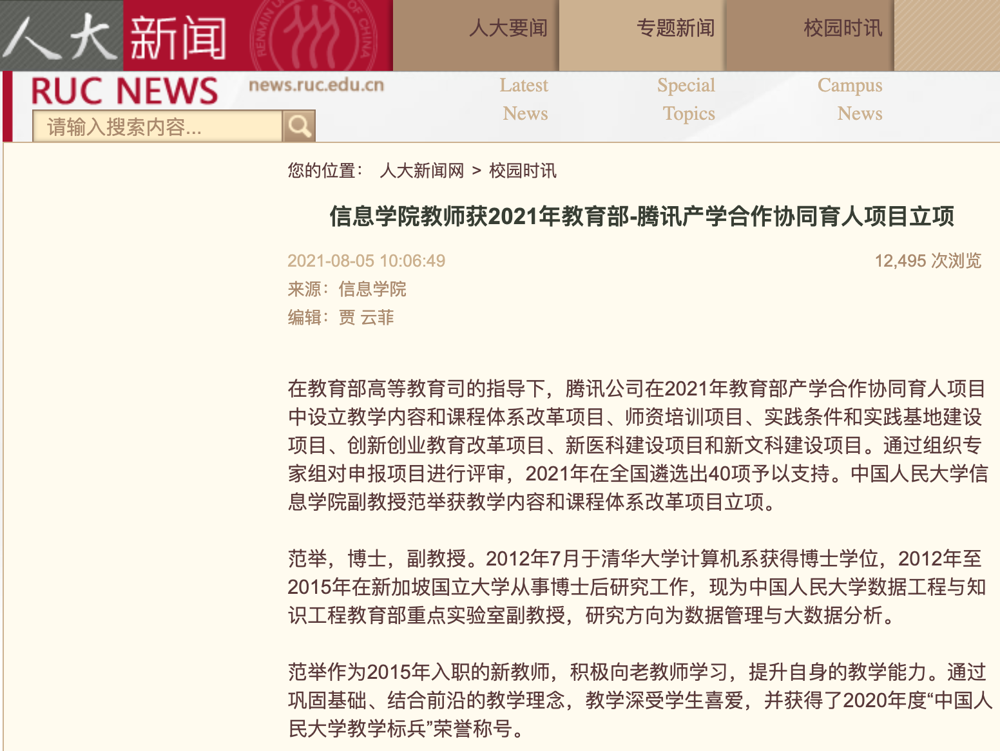 人大新闻
RENMIN UN
OF CHINA
人大要闻
专题新闻
校园时讯
RUC NEWS
news.ruc.edu.cn
Latest
News
Special
Topics
Campus
News
请输入搜索内容...
您的位置： 人大新闻网 > 校园时讯
信息学院教师获2021年教育部-腾讯产学合作协同育人项目立项
2021-08-05 10:06:49
12,495 次浏览
来源：信息学院
编辑：贾 云菲
在教育部高等教育司的指导下，腾讯公司在2021年教育部产学合作协同育人项目
中设立教学内容和课程体系改革项目、师资培训项目、实践条件和实践基地建设
项目、创新创业教育改革项目、新医科建设项目和新文科建设项目。通过组织专
家组对申报项目进行评审，2021年在全国遴选出40项予以支持。中国人民大学信
息学院副教授范举获教学内容和课程体系改革项目立项。
范举，博士，副教授。2012年7月于清华大学计算机系获得博士学位，2012年至
2015年在新加坡国立大学从事博士后研究工作，现为中国人民大学数据工程与知
识工程教育部重点实验室副教授，研究方向为数据管理与大数据分析。
范举作为2015年入职的新教师，积极向老教师学习，提升自身的教学能力。通过
巩固基础、结合前沿的教学理念，教学深受学生喜爱，并获得了2020年度“中国人
民大学教学标兵”荣誉称号。